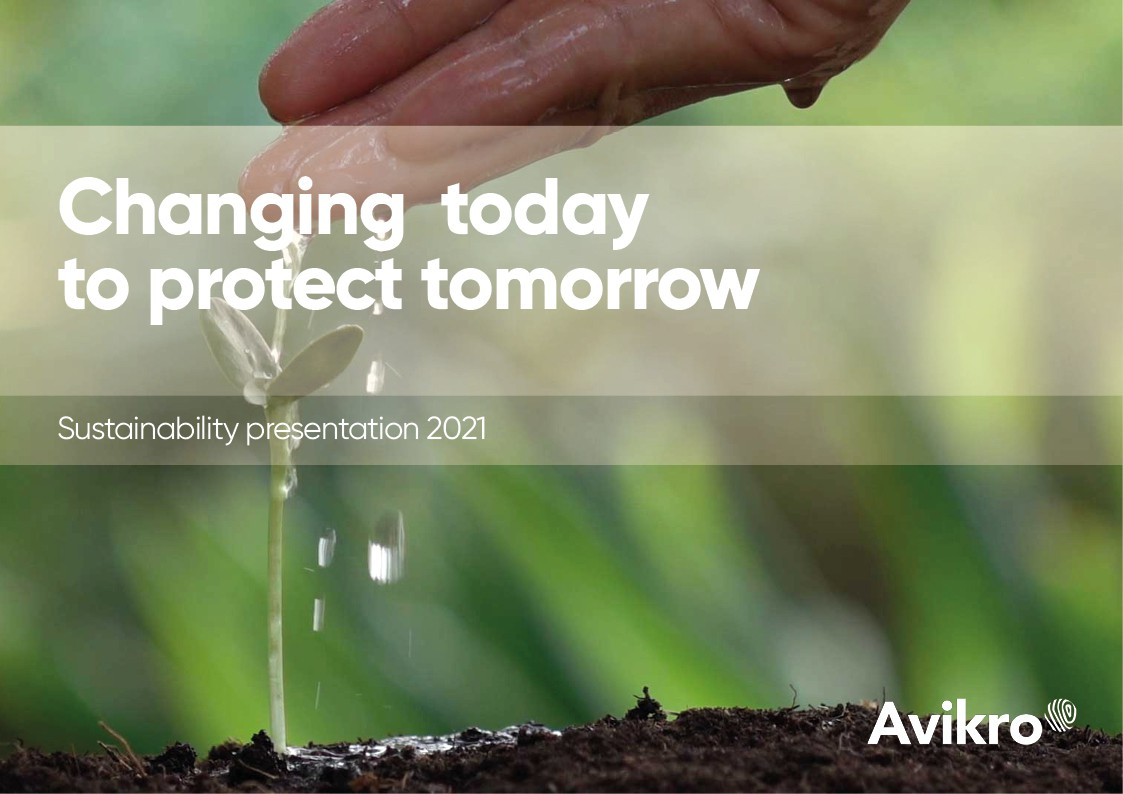 Changing today
to protect tomorrow
Sustainability presentation 2021
Avikro